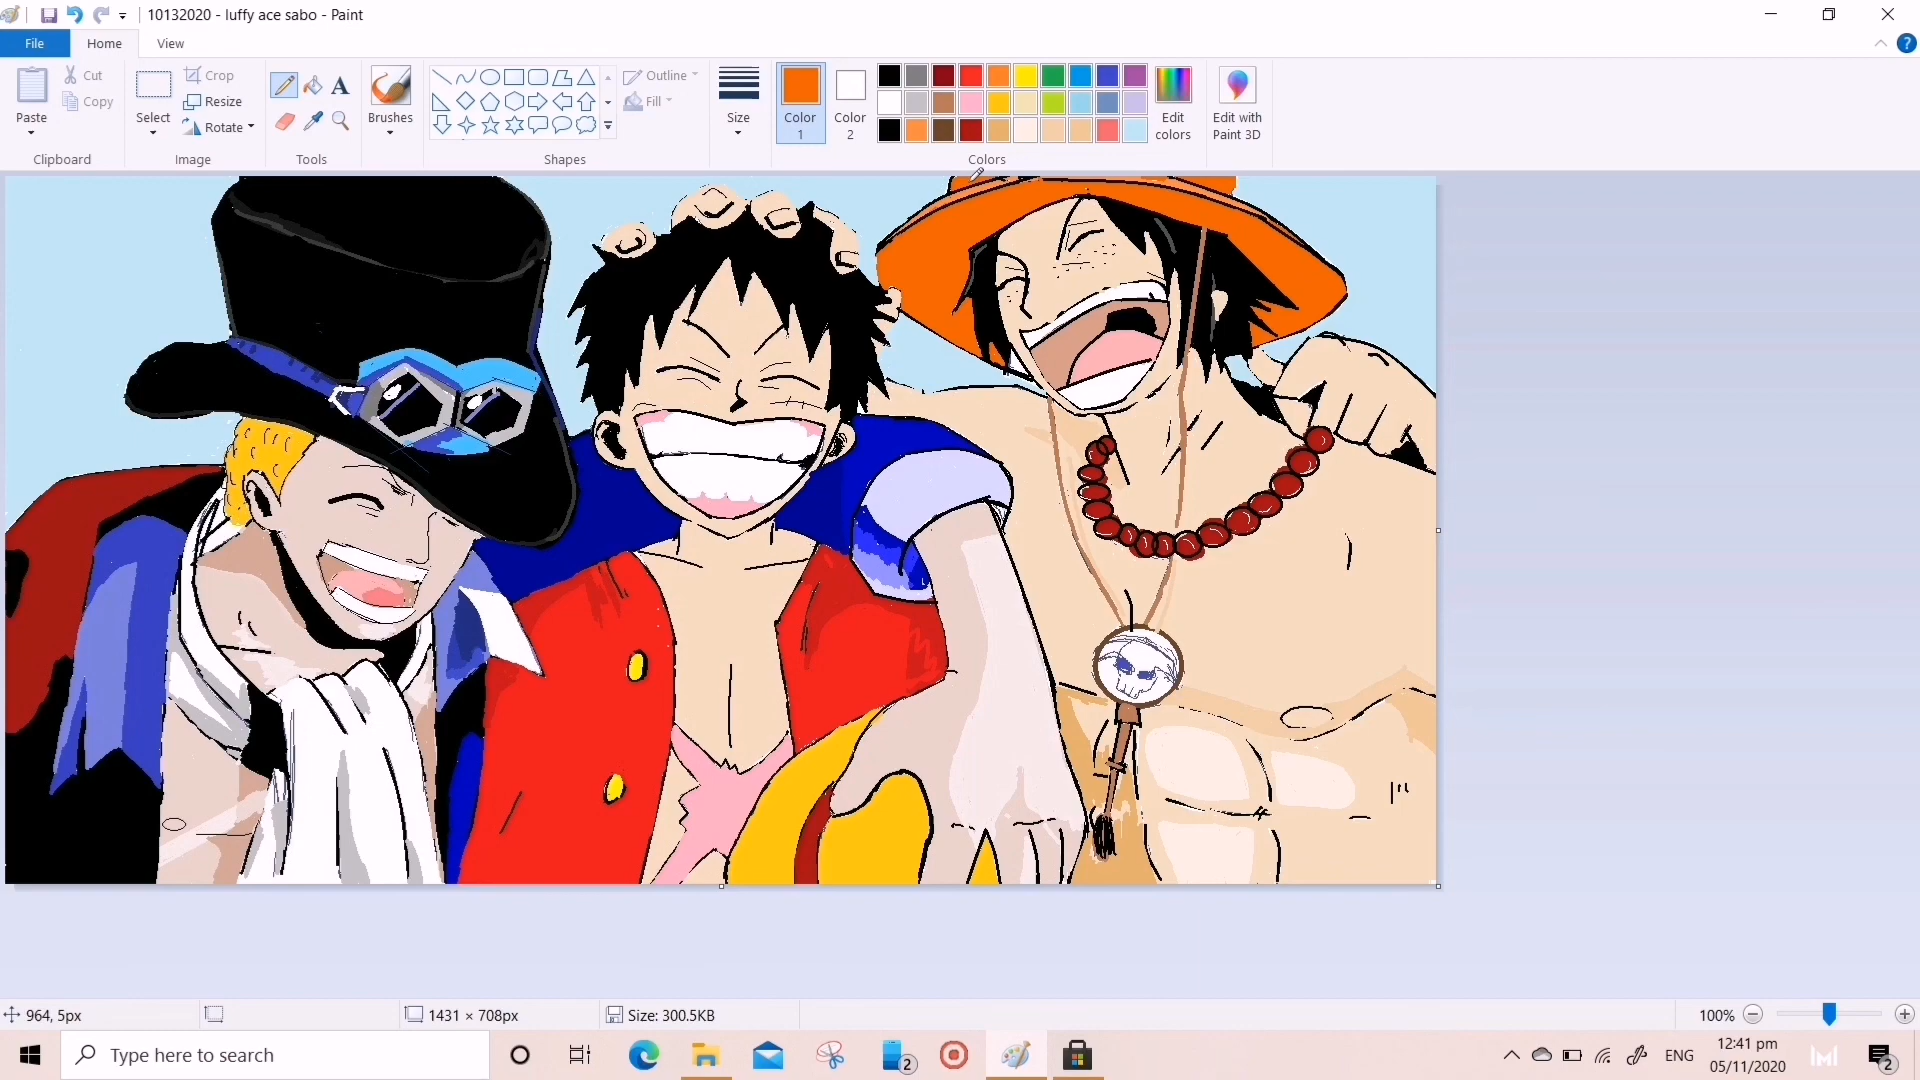 10132020 - luffy ace sabo - Paint
File Home View
Paste
Cut
Copy
Clipboard
Select
Crop
Resize
Rotate
Image
A
Tools
Brushes
Outline
Fill
Shapes
Size
Color
1
Color
2
Edit
colors
Colors
Edit with
Paint 3D
?
964, 5px
1431 × 708px
Size: 300.5KB
100%
Type here to search
2
ENG
12:41 pm
05/11/2020
2